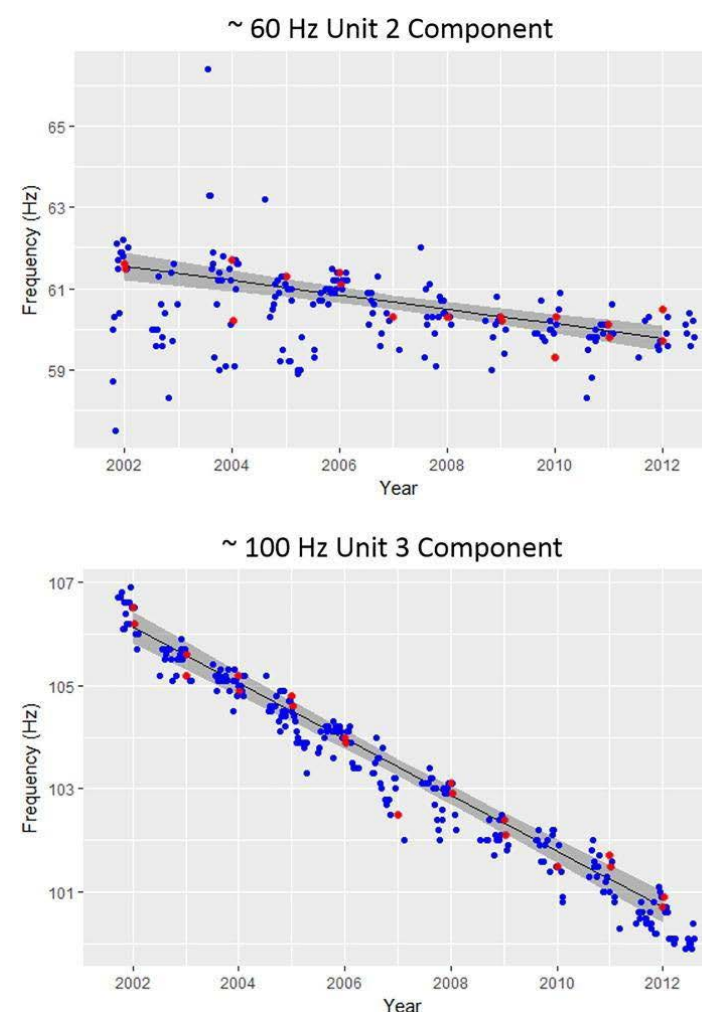 ~ 60 Hz Unit 2 Component
65
63
61
59
Frequency (Hz)
2002 2004 2006 2008 2010 2012
Year
~ 100 Hz Unit 3 Component
107
105
103
101
Frequency (Hz)
2002 2004 2006 2008 2010 2012
Year